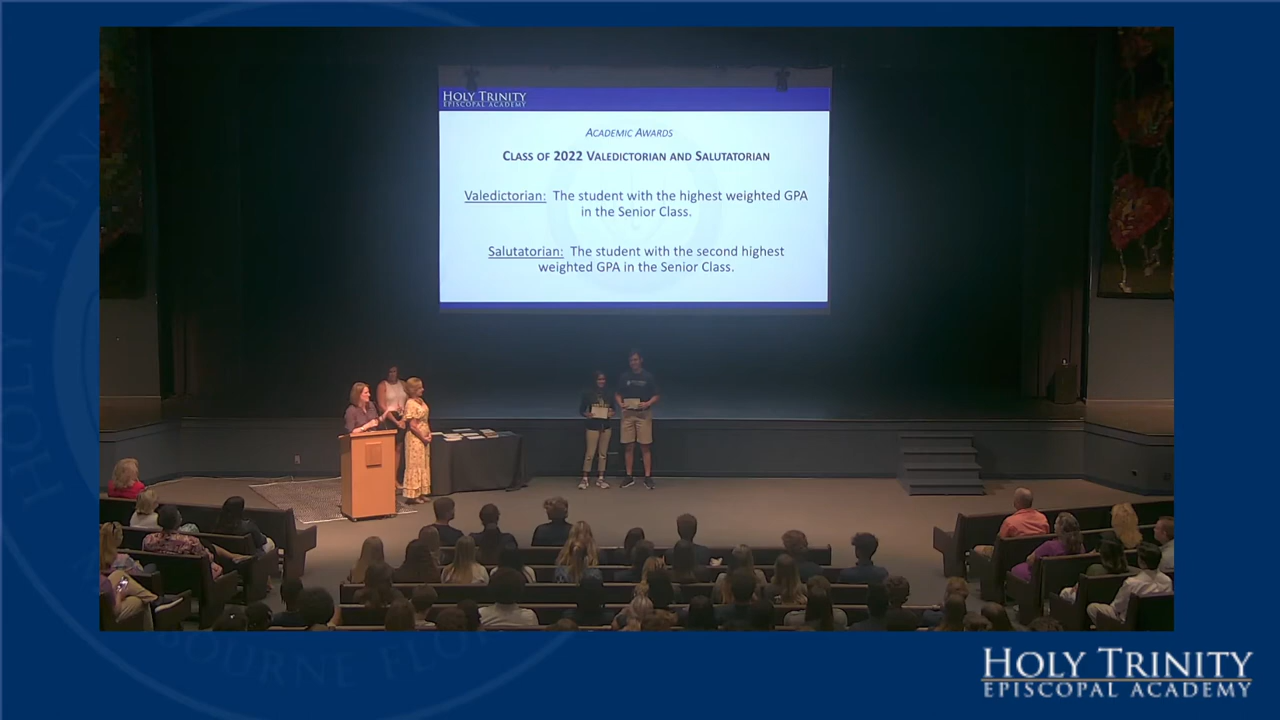 HOLY TRINITY
EPISCOPAL ACADEMY
ACADEMIC AWARDS
CLASS OF 2022 VALEDICTORIAN AND SALUTATORIAN
Valedictorian: The student with the highest weighted GPA
in the Senior Class.
Salutatorian: The student with the second highest
weighted GPA in the Senior Class.
HOLY TRINITY
EPISCOPAL ACADEMY